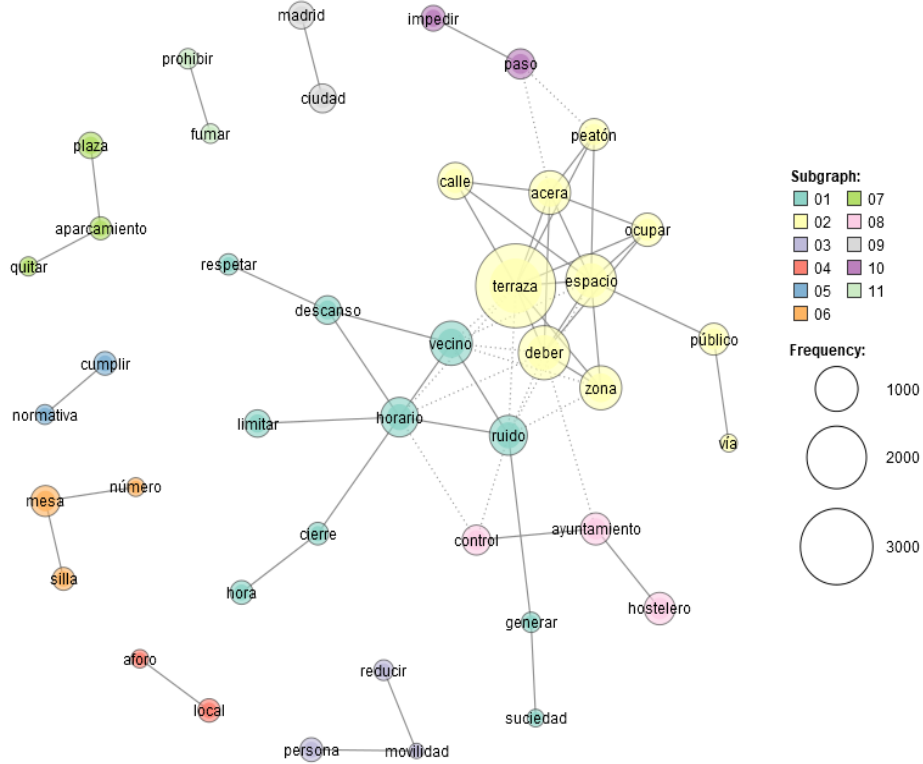 madrid
impedir
prohibir
paso
ciudad
fumar
peatón
plaza
calle
acera
Subgraph:
01 07
02 08
03 09
04 10
05 11
06
aparcamiento
ocupar
quitar
respetar
terraza
espacio
descanso
vecino
deber
público
Frequency:
1000
2000
3000
cumplir
zona
normativa
limitar
horario
ruido
vía
mesa
número
cierre
control
ayuntamiento
silla
hora
generar
hostelero
aforo
reducir
local
suciedad
persona
movilidad